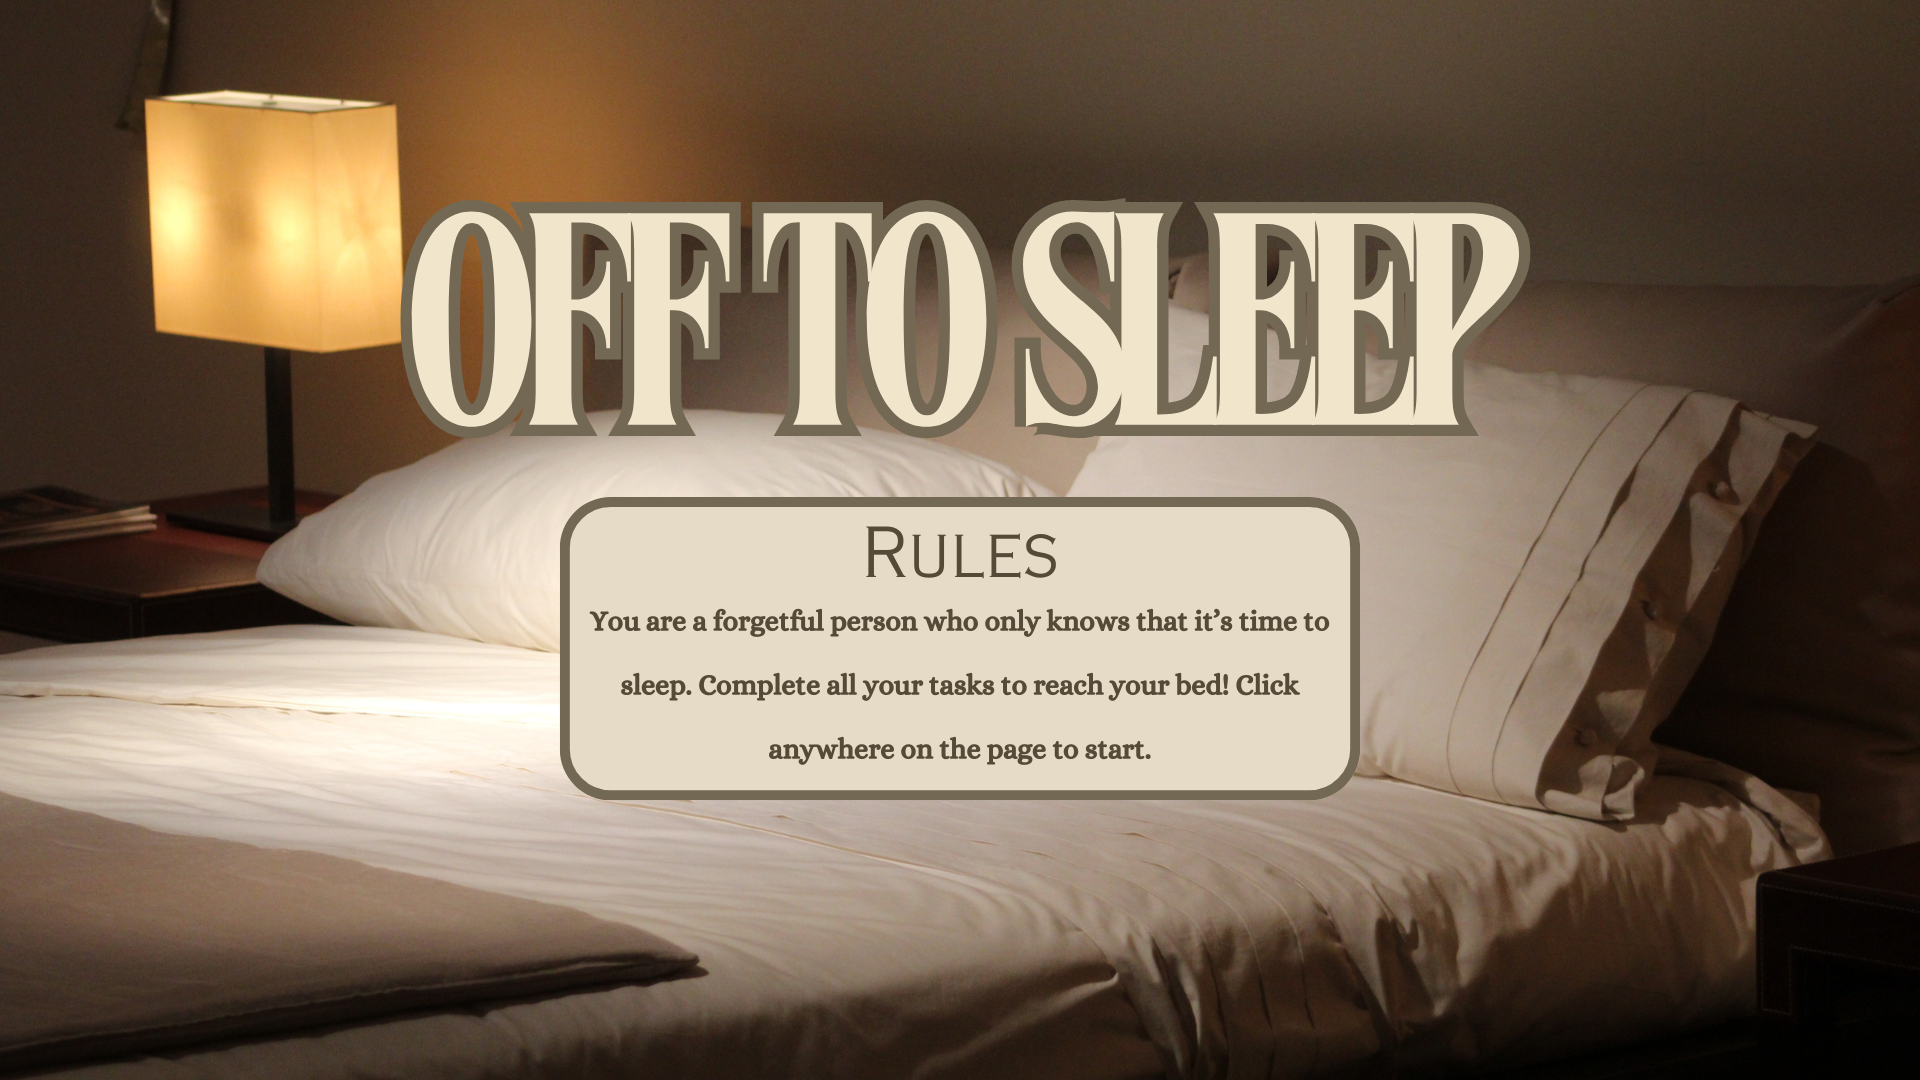 OFF TO SLEEP
RULES
You are a forgetful person who only knows that it’s time to
sleep. Complete all your tasks to reach your bed! Click
anywhere on the page to start.